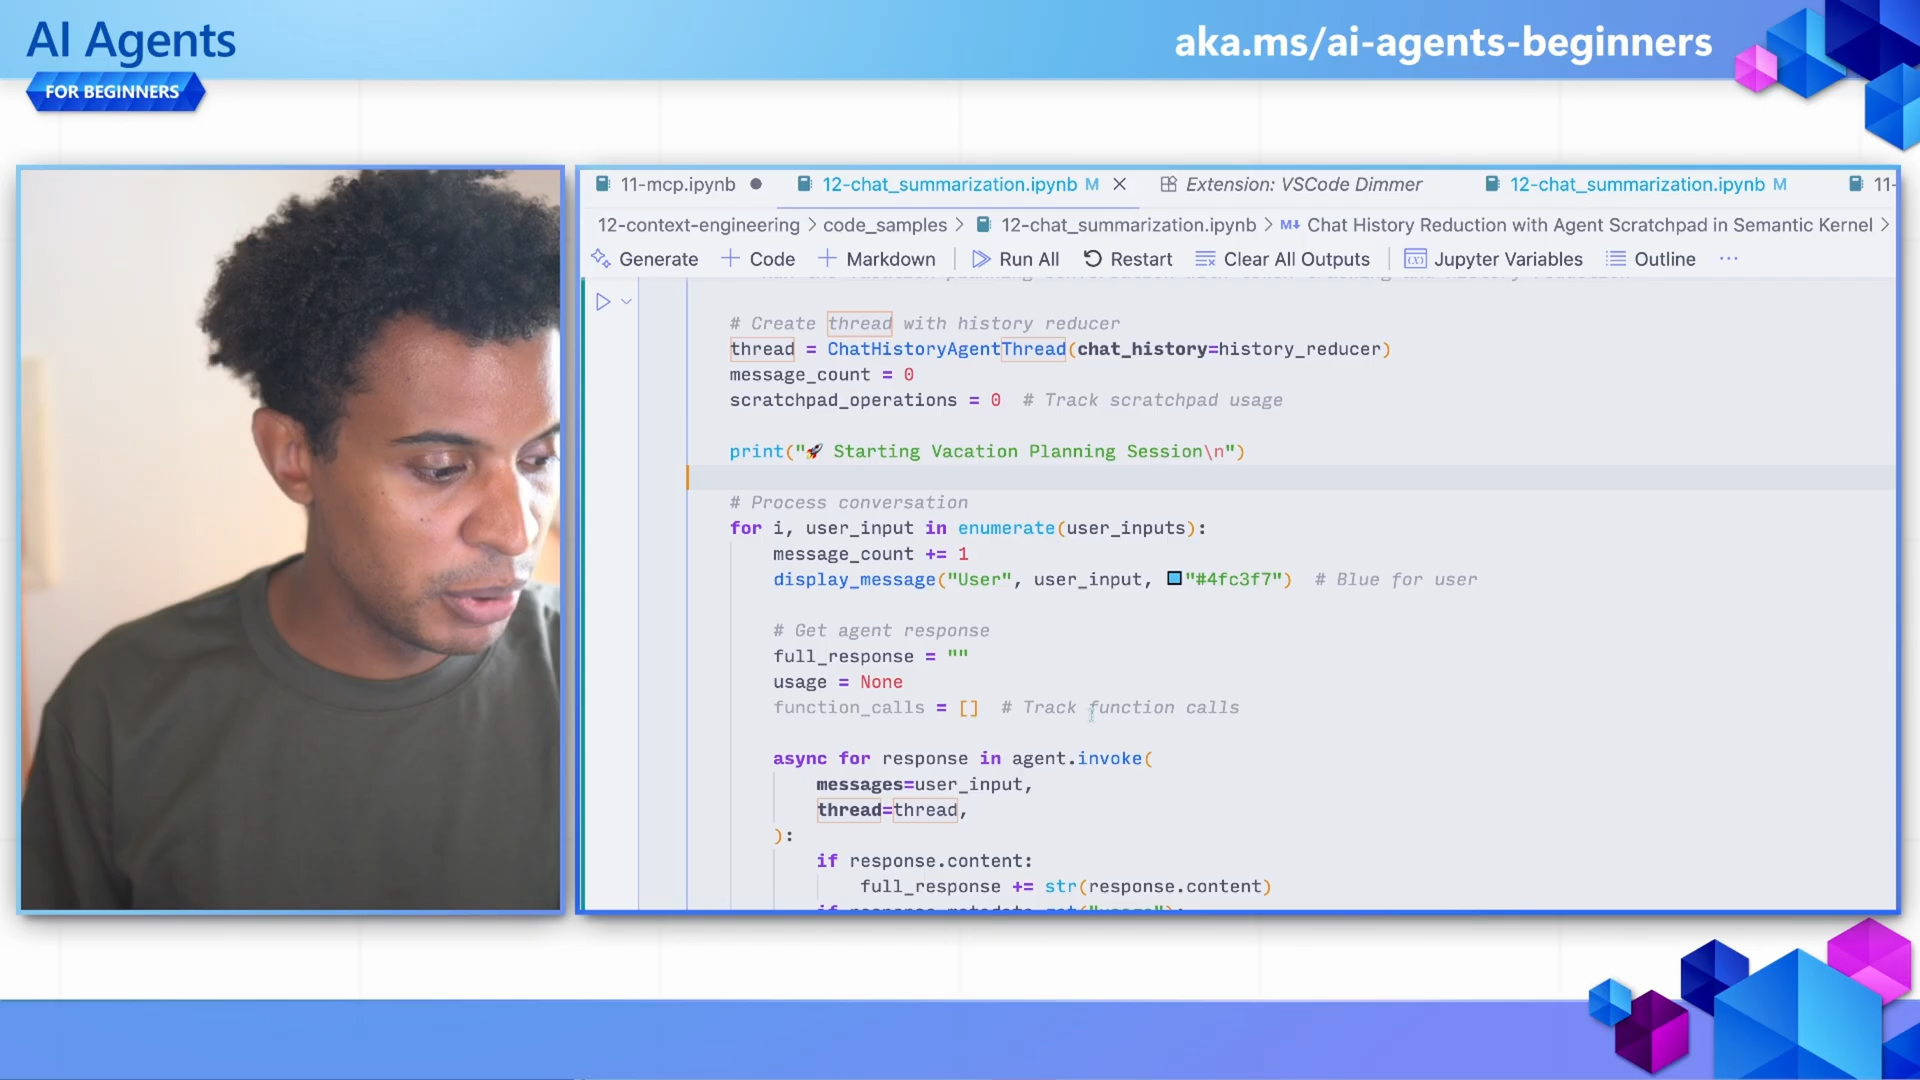 AI Agents
FOR BEGINNERS
aka.ms/ai-agents-beginners
11-mcp.ipynb
12-chat_summarization.ipynb M
Extension: VSCode Dimmer
12-chat_summarization.ipynb M
11-
12-context-engineering > code_samples > 12-chat_summarization.ipynb > M↓ Chat History Reduction with Agent Scratchpad in Semantic Kernel >
Generate + Code + Markdown | Run All Restart Clear All Outputs | Jupyter Variables Outline ...
# Create thread with history reducer
thread = ChatHistoryAgentThread(chat_history=history_reducer)
message_count = 0
scratchpad_operations = 0  # Track scratchpad usage
print("🚀 Starting Vacation Planning Session\n")
# Process conversation
for i, user_input in enumerate(user_inputs):
message_count += 1
display_message("User", user_input, "#4fc3f7")  # Blue for user
# Get agent response
full_response = ""
usage = None
function_calls = []  # Track function calls
async for response in agent.invoke(
messages=user_input,
thread=thread,
):
if response.content:
full_response += str(response.content)